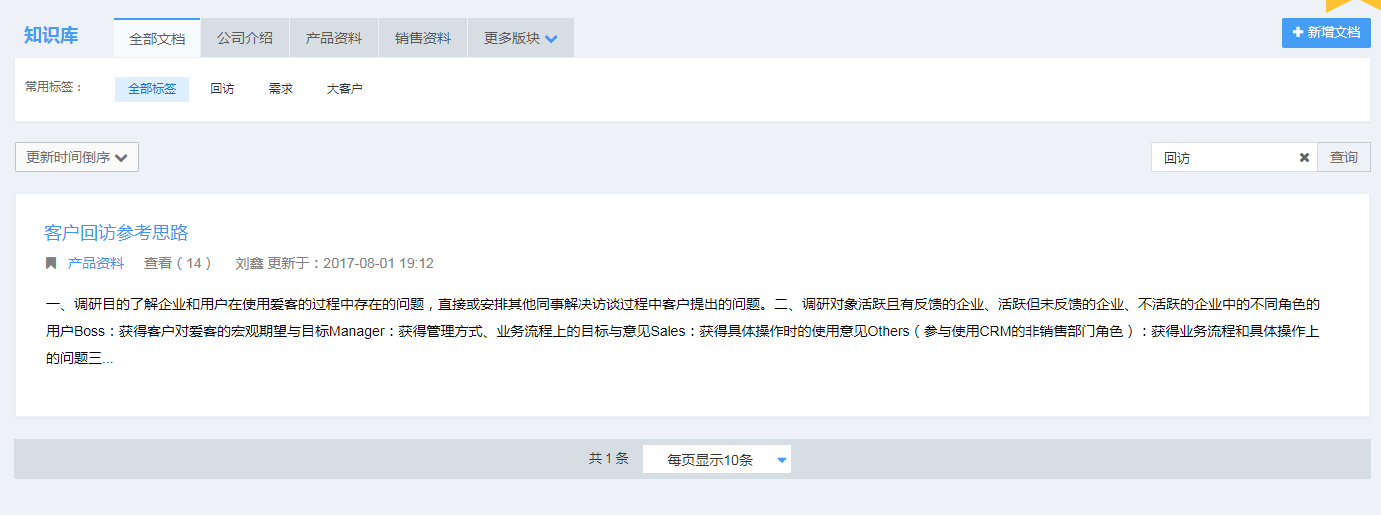 知识库
全部文档 公司介绍 产品资料 销售资料 更多版块
新增文档
常用标签： 全部标签 回访 需求 大客户
更新时间倒序
回访 查询
客户回访参考思路
产品资料 查看（14） 刘鑫 更新于：2017-08-01 19:12
一、调研目的了解企业和用户在使用爱客的过程中存在的问题，直接或安排其他同事解决访谈过程中客户提出的问题。二、调研对象活跃且有反馈的企业、活跃但未反馈的企业、不活跃的企业中的不同角色的
用户Boss：获得客户对爱客的宏观期望与目标Manager：获得管理方式、业务流程上的目标与意见Sales：获得具体操作时的使用意见Others（参与使用CRM的非销售部门角色）：获得业务流程和具体操作上
的问题三...
共 1 条 每页显示10条